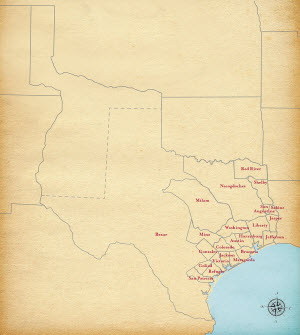 Red River
Shelby
Nacogdoches
Milam
San
Augustine
Sabine
Jasper
Liberty
Washington
Bexar
Mina
Harrisburg
Jefferson
Austin
Colorado
Gonzales
Brazoria
Jackson
Matagorda
Victoria
Goliad
Refugio
San Patricio